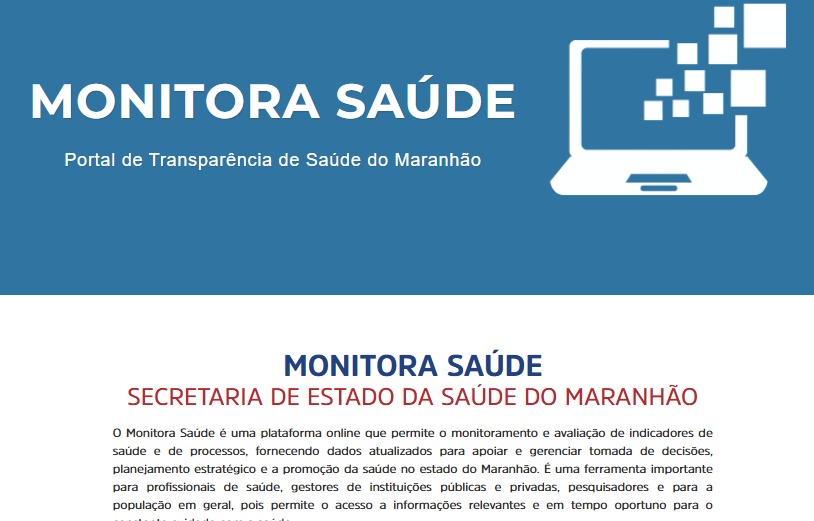 MONITORA SAÚDE
Portal de Transparência de Saúde do Maranhão
MONITORA SAÚDE
SECRETARIA DE ESTADO DA SAÚDE DO MARANHÃO
O Monitora Saúde é uma plataforma online que permite o monitoramento e avaliação de indicadores de
saúde e de processos, fornecendo dados atualizados para apoiar e gerenciar tomada de decisões,
planejamento estratégico e a promoção da saúde no estado do Maranhão. É uma ferramenta importante
para profissionais de saúde, gestores de instituições públicas e privadas, pesquisadores e para a
população em geral, pois permite o acesso a informações relevantes e em tempo oportuno para o